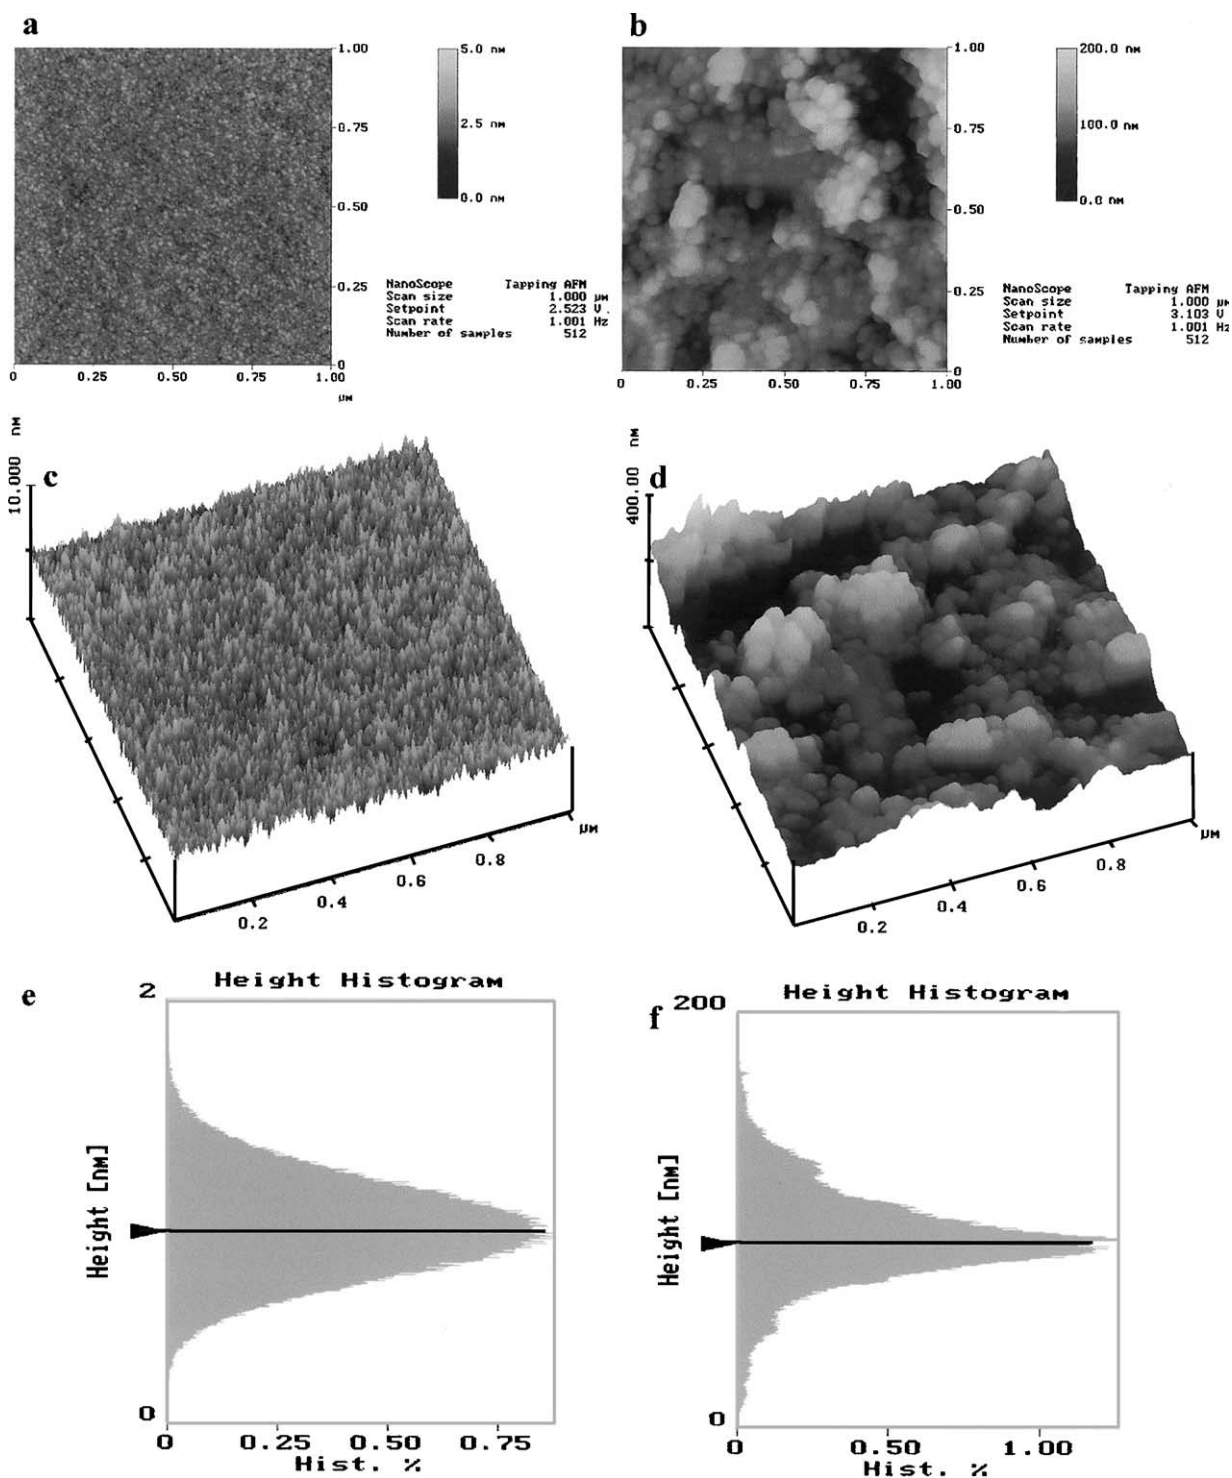 a
5.0 nm
2.5 nm
0.0 nm
1.00
0.75
0.50
0.25
0
0 0.25 0.50 0.75 1.00
μm
NanoScope Tapping AFM
Scan size 1.000 μm
Setpoint 2.523 V
Scan rate 1.001 Hz
Number of samples 512
b
200.0 nm
100.0 nm
0.0 nm
1.00
0.75
0.50
0.25
0
0 0.25 0.50 0.75 1.00
NanoScope Tapping AFM
Scan size 1.000 μm
Setpoint 3.103 V
Scan rate 1.001 Hz
Number of samples 512
c
10.000 nm
0.2 0.4 0.6 0.8 μm
d
400.00 nm
0.2 0.4 0.6 0.8 μm
e
Height Histogram
2
Height [nm]
0
0 0.25 0.50 0.75
Hist. %
f
Height Histogram
200
Height [nm]
0
0 0.50 1.00
Hist. %